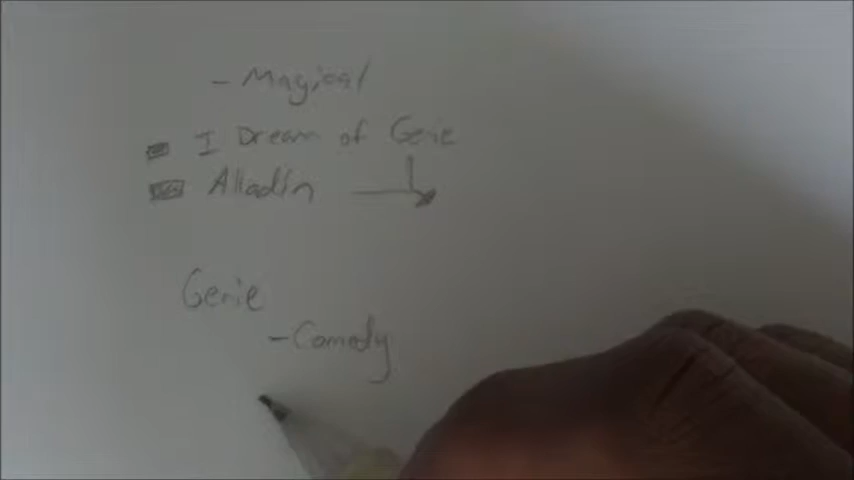 - Magical
I Dream of Genie
Alladin
Genie
- Comedy